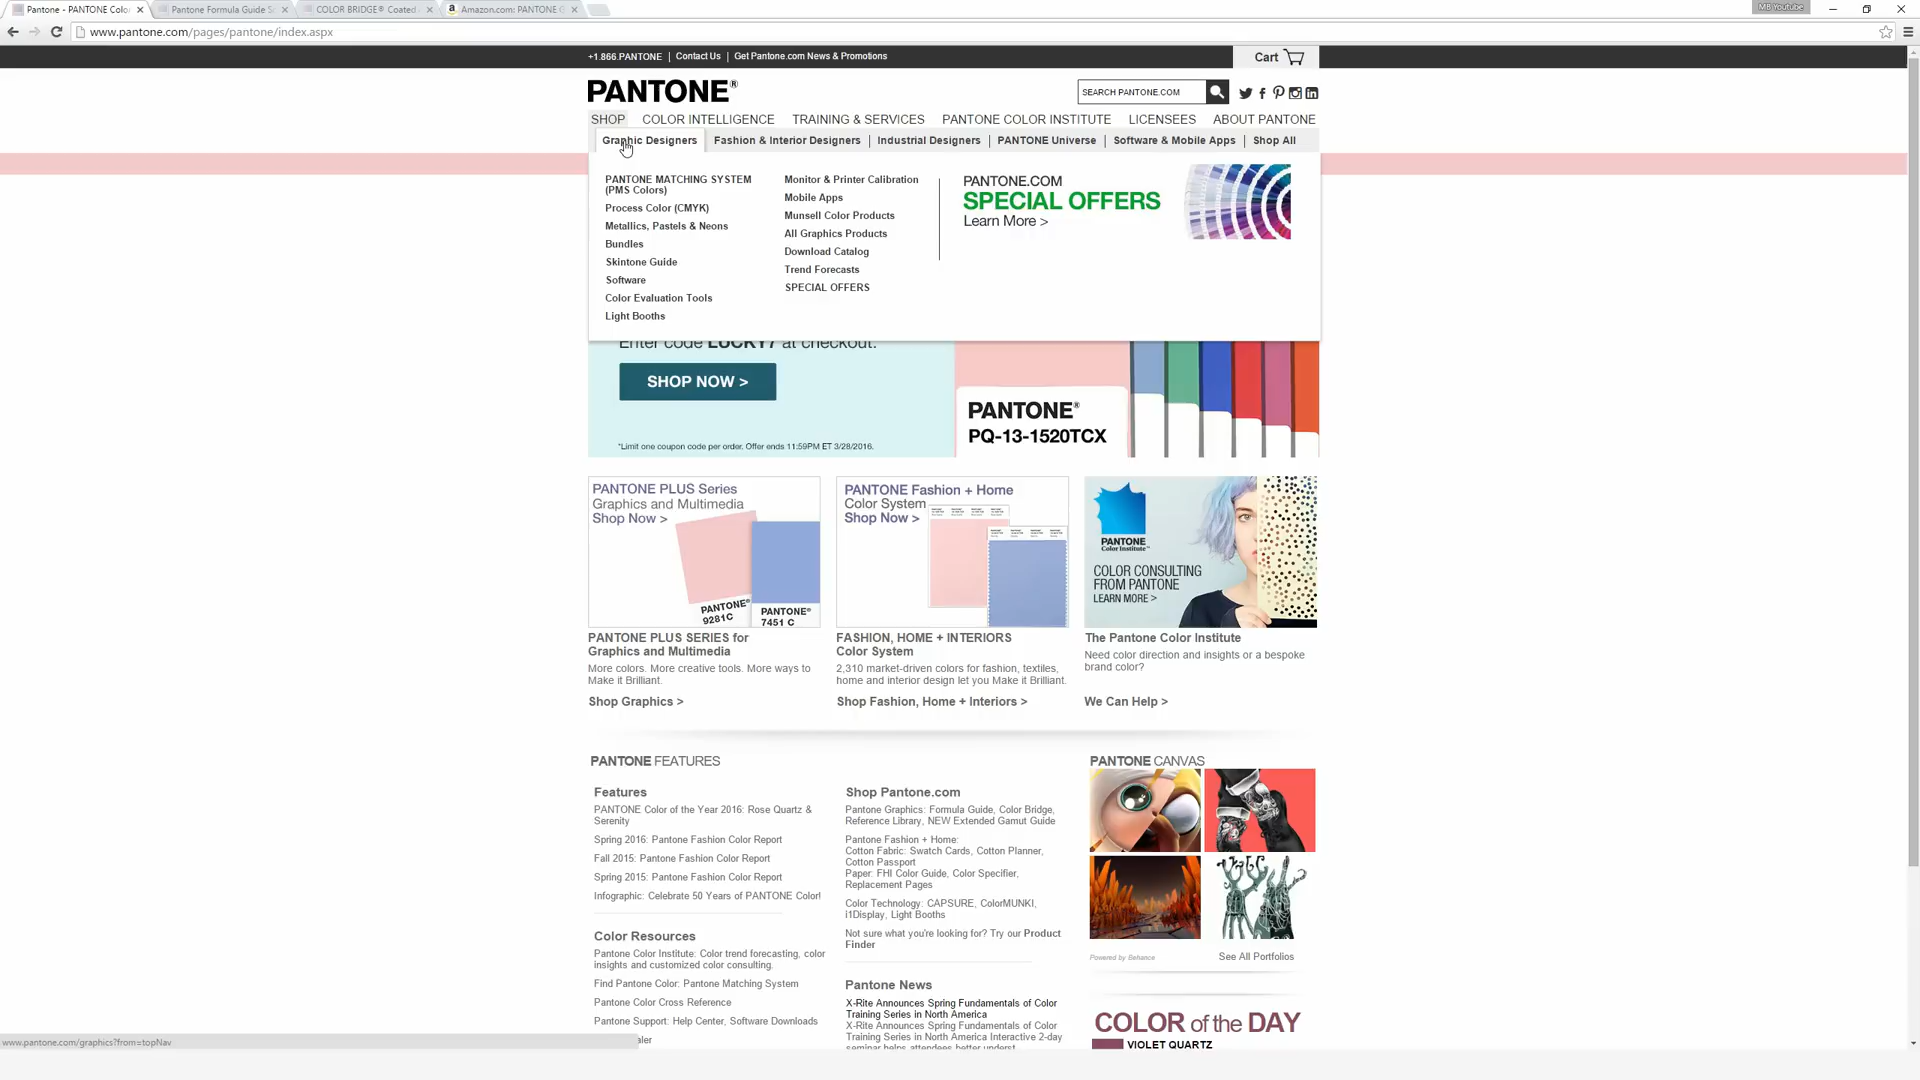 Pantone - PANTONE Colo
Pantone Formula Guide S
COLOR BRIDGE® Coated
Amazon.com: PANTONE G
MB Youtube
www.pantone.com/pages/pantone/index.aspx
+1.866.PANTONE | Contact Us | Get Pantone.com News & Promotions
Cart
PANTONE®
SEARCH PANTONE.COM
SHOP COLOR INTELLIGENCE TRAINING & SERVICES PANTONE COLOR INSTITUTE LICENSEES ABOUT PANTONE
Graphic Designers Fashion & Interior Designers | Industrial Designers | PANTONE Universe | Software & Mobile Apps | Shop All
PANTONE MATCHING SYSTEM
(PMS Colors)
Process Color (CMYK)
Metallics, Pastels & Neons
Bundles
Skintone Guide
Software
Color Evaluation Tools
Light Booths
Monitor & Printer Calibration
Mobile Apps
Munsell Color Products
All Graphics Products
Download Catalog
Trend Forecasts
SPECIAL OFFERS
PANTONE.COM
SPECIAL OFFERS
Learn More >
Enter code LUCKY7 at checkout.
SHOP NOW >
*Limit one coupon code per order. Offer ends 11:59PM ET 3/28/2016.
PANTONE®
PQ-13-1520TCX
PANTONE PLUS Series
Graphics and Multimedia
Shop Now >
PANTONE®
9281C
PANTONE®
7451 C
PANTONE Fashion + Home
Color System
Shop Now >
PANTONE
Color Institute™
COLOR CONSULTING
FROM PANTONE
LEARN MORE >
PANTONE PLUS SERIES for
Graphics and Multimedia
More colors. More creative tools. More ways to
Make it Brilliant.
Shop Graphics >
FASHION, HOME + INTERIORS
Color System
2,310 market-driven colors for fashion, textiles,
home and interior design let you Make it Brilliant.
Shop Fashion, Home + Interiors >
The Pantone Color Institute
Need color direction and insights or a bespoke
brand color?
We Can Help >
PANTONE FEATURES
Features
PANTONE Color of the Year 2016: Rose Quartz &
Serenity
Spring 2016: Pantone Fashion Color Report
Fall 2015: Pantone Fashion Color Report
Spring 2015: Pantone Fashion Color Report
Infographic: Celebrate 50 Years of PANTONE Color!
Color Resources
Pantone Color Institute: Color trend forecasting, color
insights and customized color consulting.
Find Pantone Color: Pantone Matching System
Pantone Color Cross Reference
Pantone Support: Help Center, Software Downloads
aler
Shop Pantone.com
Pantone Graphics: Formula Guide, Color Bridge,
Reference Library, NEW Extended Gamut Guide
Pantone Fashion + Home:
Cotton Fabric: Swatch Cards, Cotton Planner,
Cotton Passport
Paper: FHI Color Guide, Color Specifier,
Replacement Pages
Color Technology: CAPSURE, ColorMUNKI,
i1Display, Light Booths
Not sure what you're looking for? Try our Product
Finder
Pantone News
X-Rite Announces Spring Fundamentals of Color
Training Series in North America
X-Rite Announces Spring Fundamentals of Color
Training Series in North America Interactive 2-day
seminar helps attendees better underst
PANTONE CANVAS
Powered by Behance
See All Portfolios
COLOR of the DAY
VIOLET QUARTZ
www.pantone.com/graphics?from=topNav